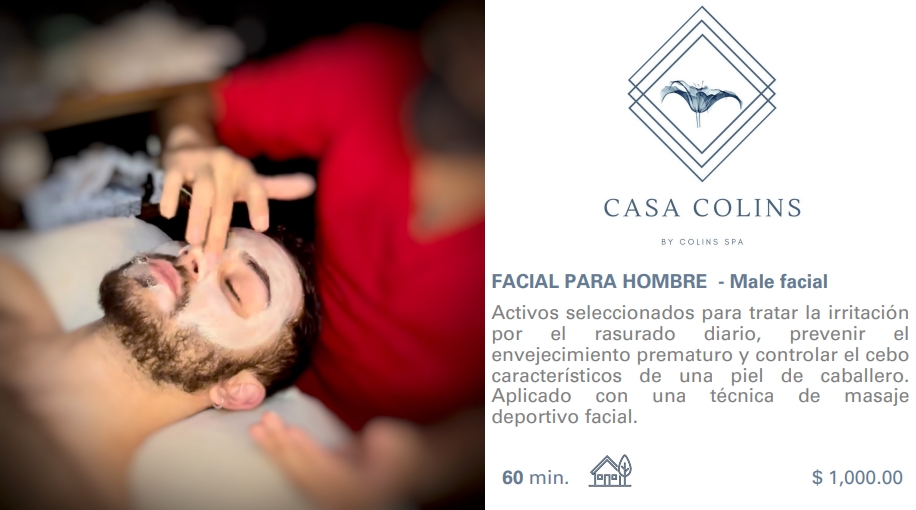 CASA COLINS
BY COLINS SPA
FACIAL PARA HOMBRE - Male facial
Activos seleccionados para tratar la irritación
por el rasurado diario, prevenir el
envejecimiento prematuro y controlar el cebo
característicos de una piel de caballero.
Aplicado con una técnica de masaje
deportivo facial.
60 min.
$ 1,000.00